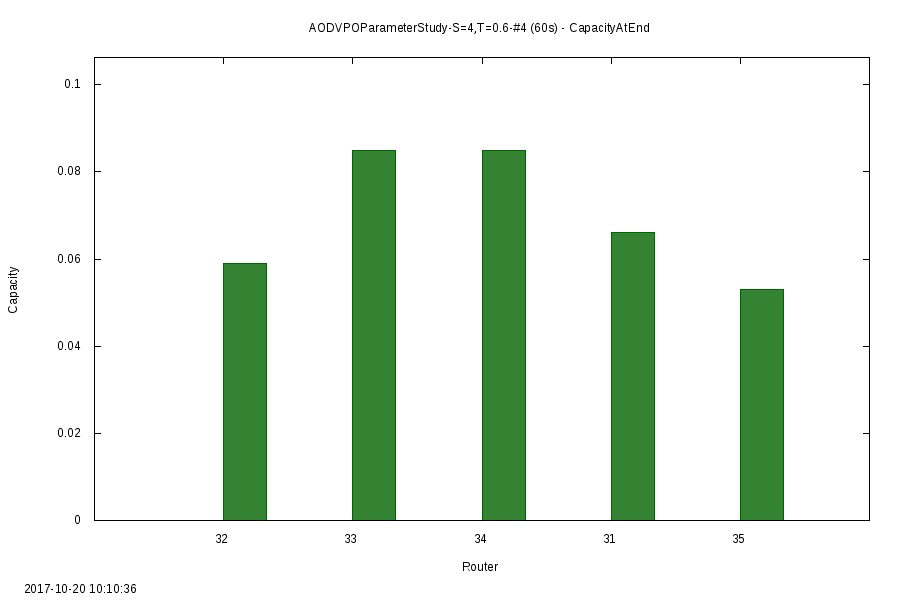 AODVPOParameterStudy-S=4,T=0.6-#4 (60s) - CapacityAtEnd
0.1
0.08
0.06
0.04
0.02
0
Capacity
32 33 34 31 35
Router
2017-10-20 10:10:36